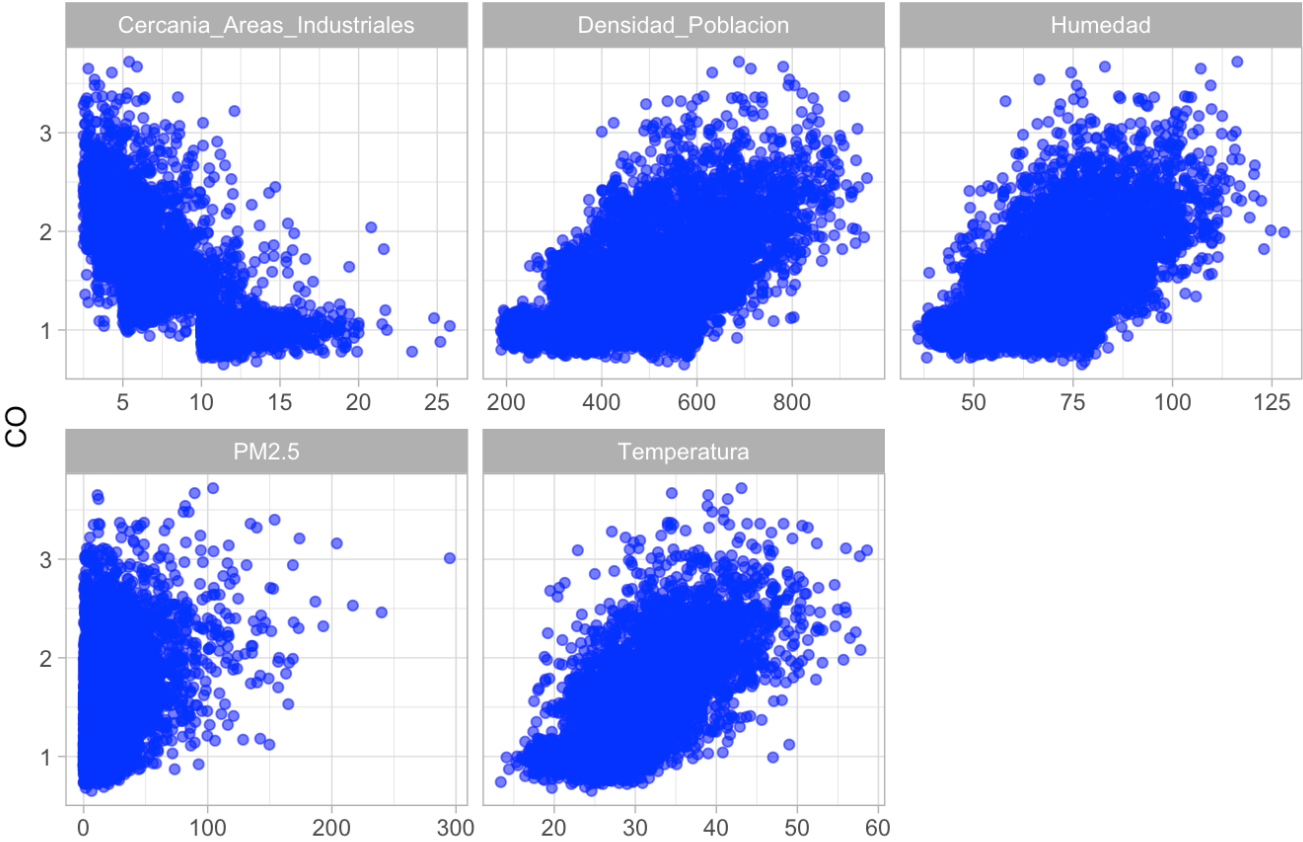 Cercania_Areas_Industriales
Densidad_Poblacion
Humedad
3
2
1
5 10 15 20 25
200 400 600 800
50 75 100 125
CO
PM2.5
Temperatura
3
2
1
0 100 200 300
20 30 40 50 60